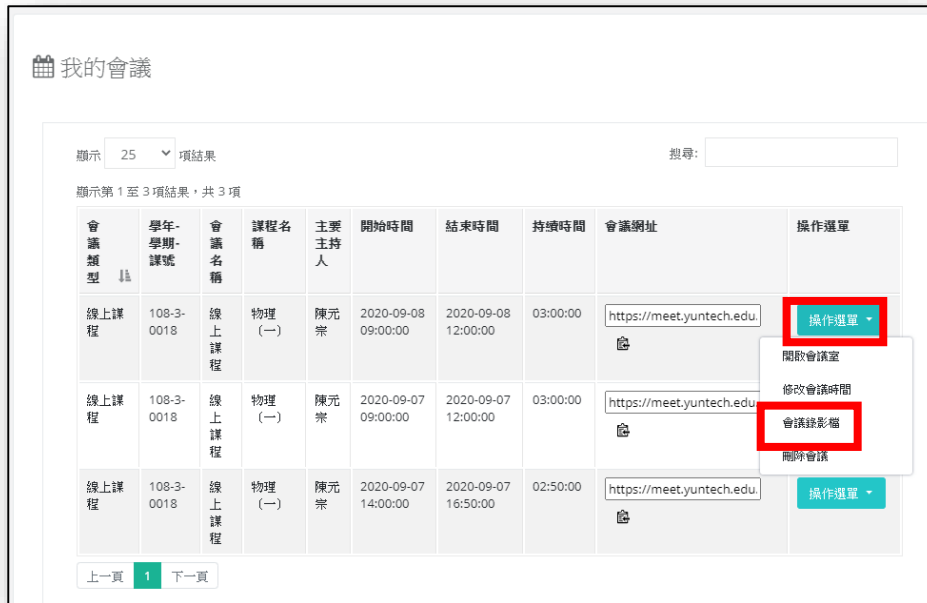 我的會議
顯示 25 項結果
搜尋:
顯示第 1 至 3 項結果，共 3 項
會議類型 學年-學期-課號 會議名稱 課程名稱 主要主持人 開始時間 結束時間 持續時間 會議網址 操作選單
線上課程 108-3-0018 線上課程 物理(一) 陳元宗 2020-09-08 09:00:00 2020-09-08 12:00:00 03:00:00 https://meet.yuntech.edu. 操作選單
開啟會議室
修改會議時間
會議錄影檔
刪除會議
線上課程 108-3-0018 線上課程 物理(一) 陳元宗 2020-09-07 09:00:00 2020-09-07 12:00:00 03:00:00 https://meet.yuntech.edu
線上課程 108-3-0018 線上課程 物理(一) 陳元宗 2020-09-07 14:00:00 2020-09-07 16:50:00 02:50:00 https://meet.yuntech.edu. 操作選單
上一頁 1 下一頁